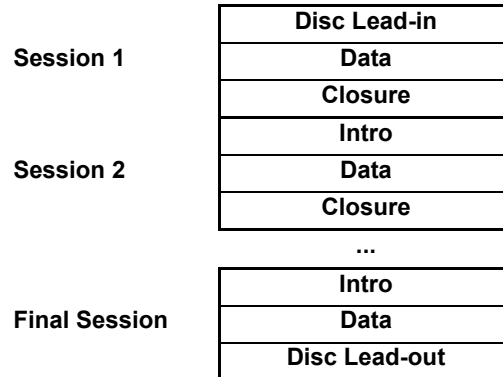 Disc Lead-in
Session 1 Data
Closure
Intro
Session 2 Data
Closure
...
Intro
Final Session Data
Disc Lead-out